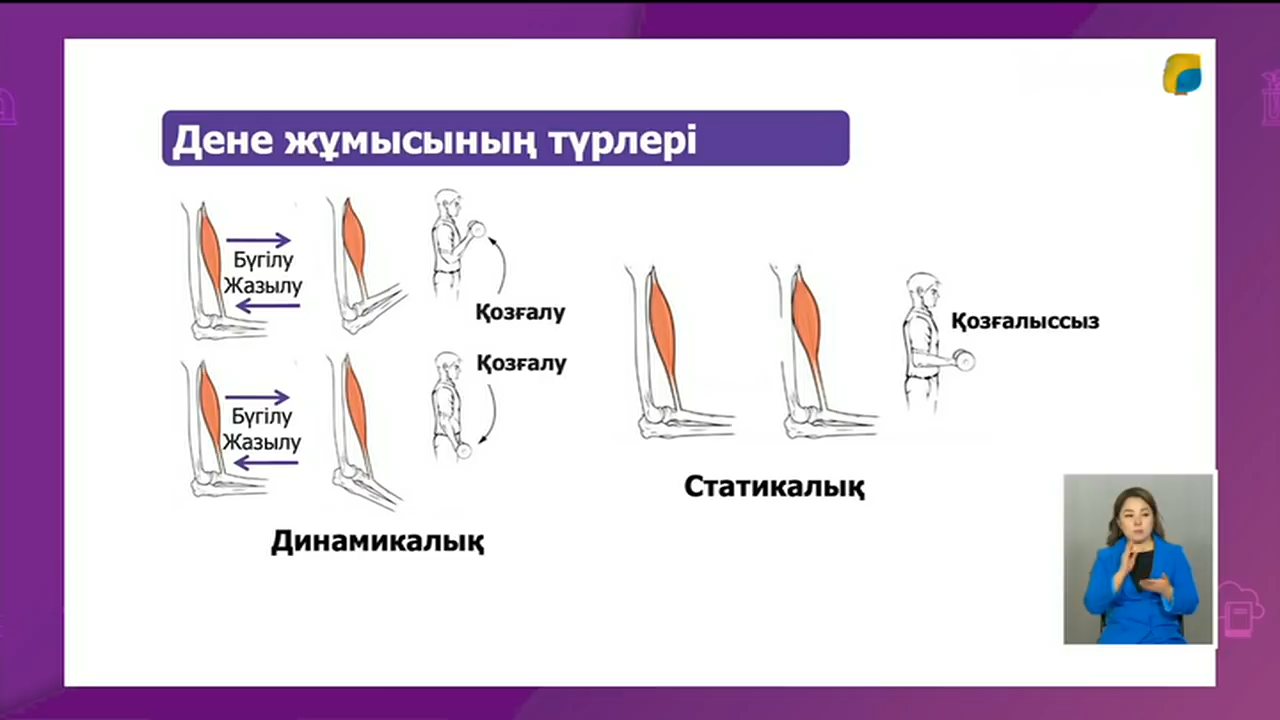 Дене жұмысының түрлері
Бүгілу
Жазылу
Қозғалу
Қозғалу
Бүгілу
Жазылу
Динамикалық
Қозғалыссыз
Статикалық